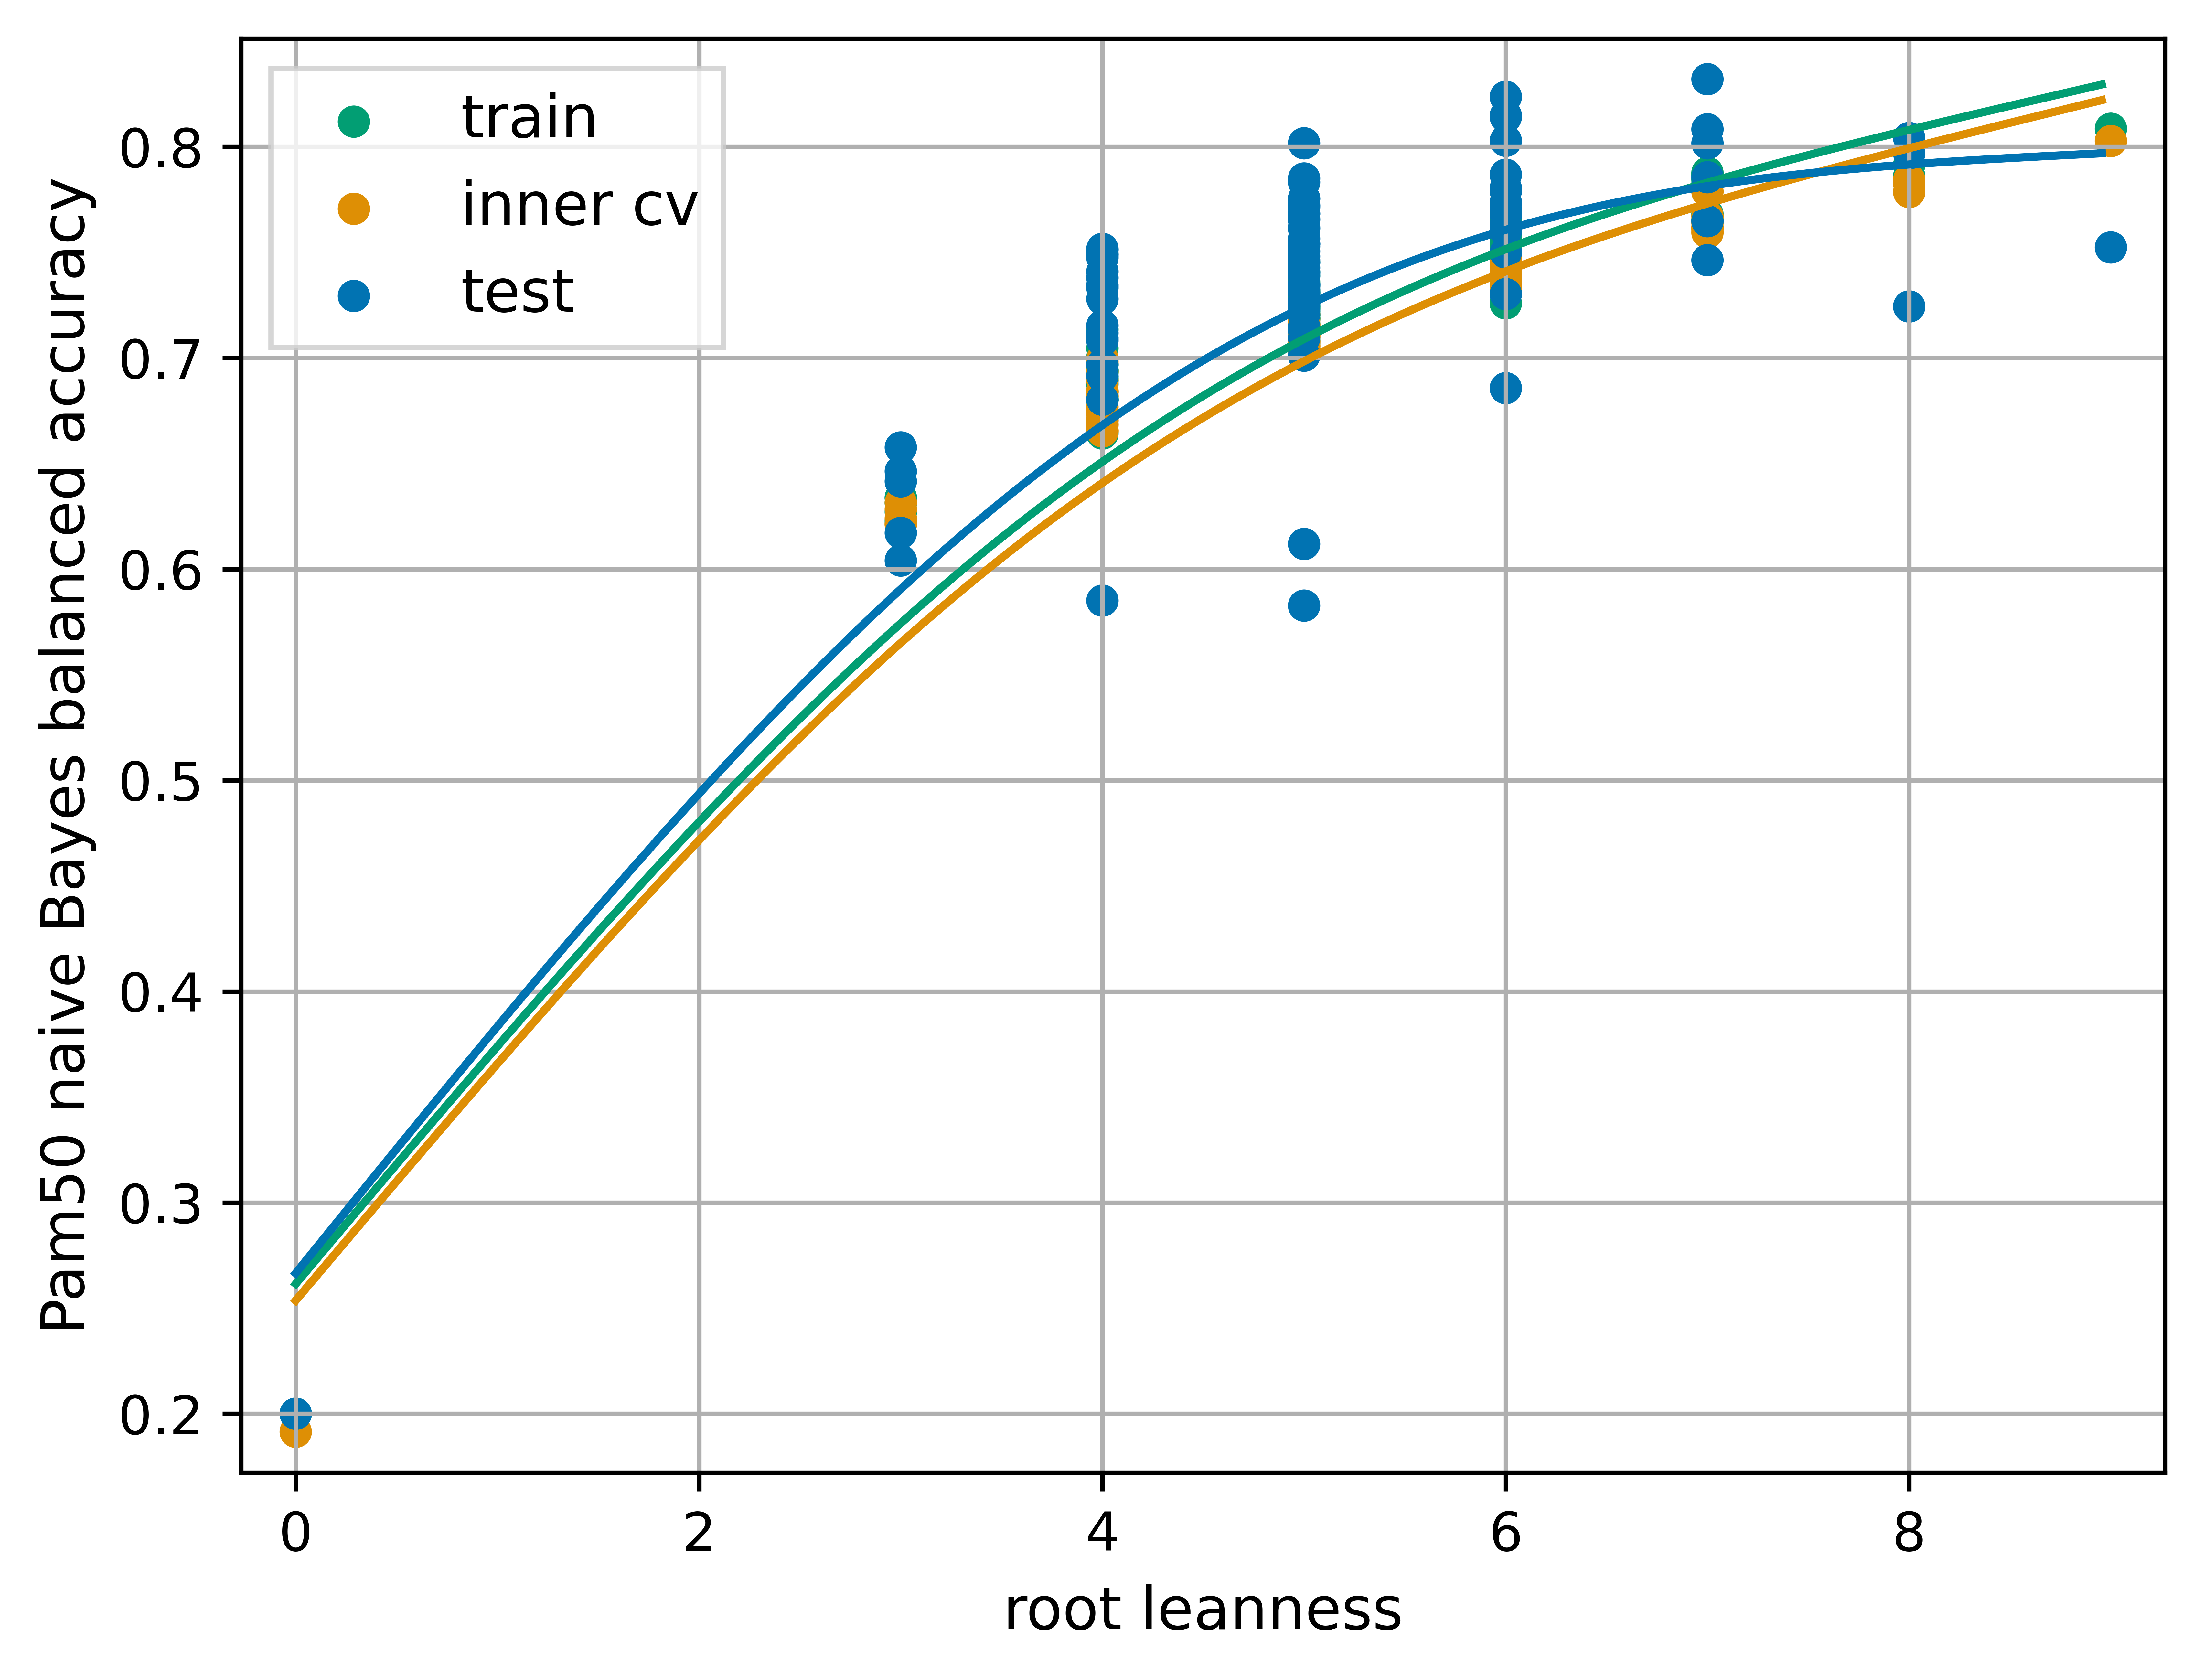 train
inner cv
test
0.8
0.7
0.6
0.5
0.4
0.3
0.2
Pam50 naive Bayes balanced accuracy
0
2
4
6
8
root leanness